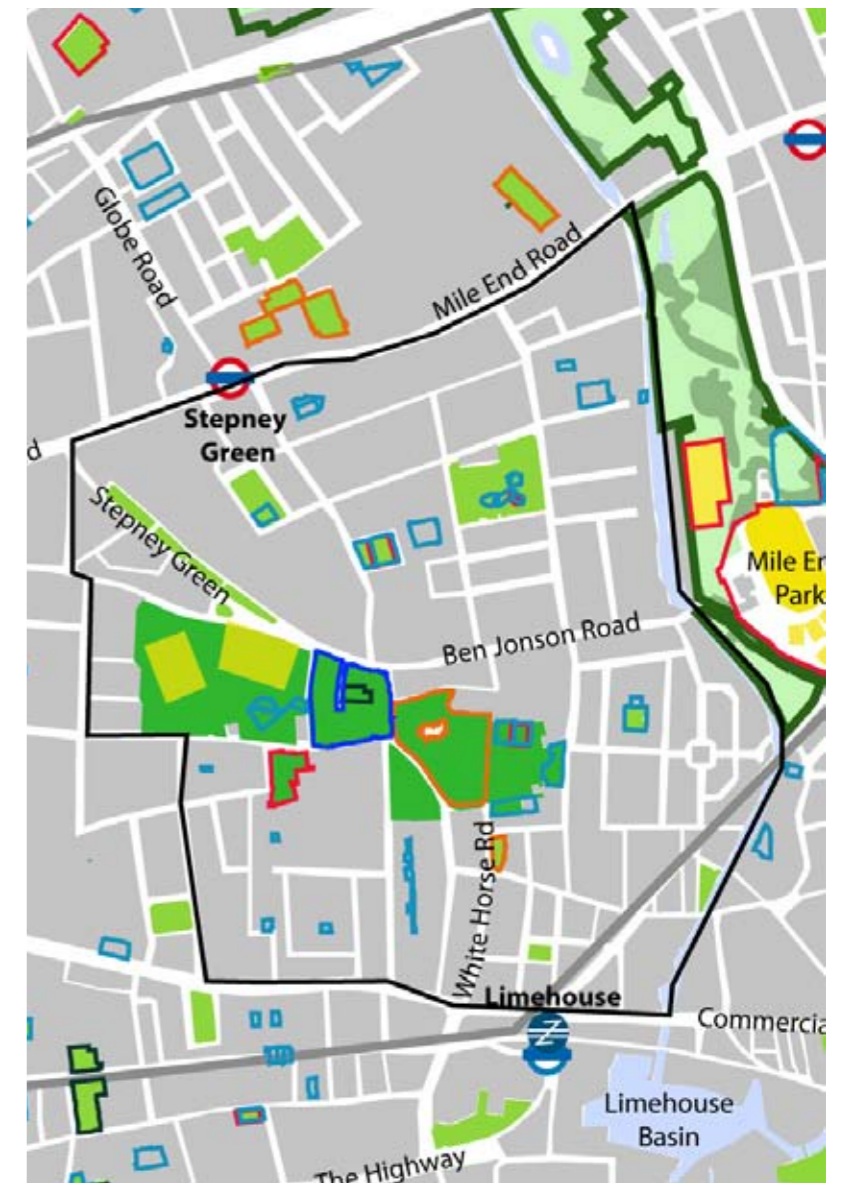 Globe Road
Mile End Road
Stepney
Green
d
Stepney Green
Mile En
Park
Ben Jonson Road
White Horse Rd
Limehouse
Commercia
Limehouse
Basin
The Highway